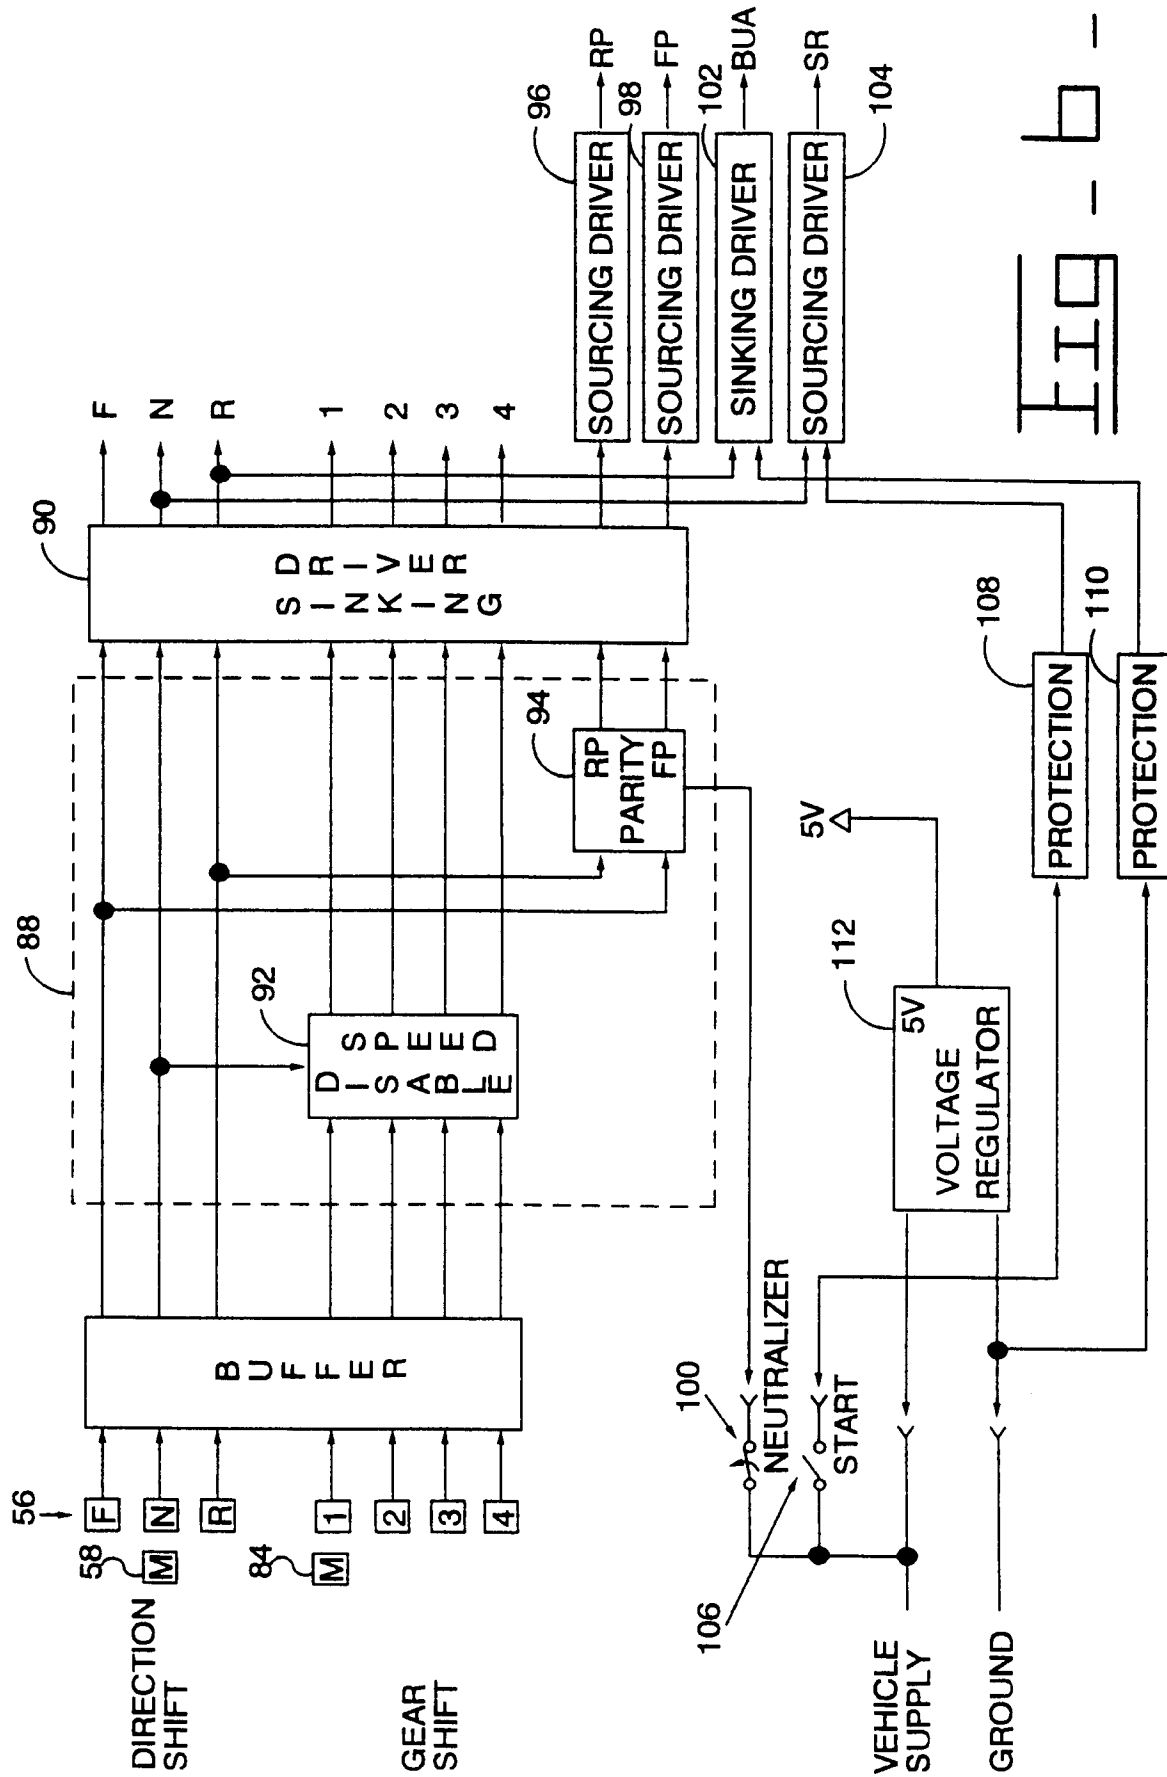 DIRECTION
SHIFT
GEAR
SHIFT
56
58
84
F
N
R
M
1
2
3
4
M
BUFFER
88
92
SPEED
DISABLE
94
RP
PARITY
FP
90
DRIVER
SINKING
F
N
R
1
2
3
4
96
SOURCING DRIVER
RP
98
SOURCING DRIVER
FP
102
SINKING DRIVER
BUA
SOURCING DRIVER
SR
104
100
NEUTRALIZER
106
START
VEHICLE
SUPPLY
GROUND
112
5V
VOLTAGE
REGULATOR
5V
108
PROTECTION
110
PROTECTION